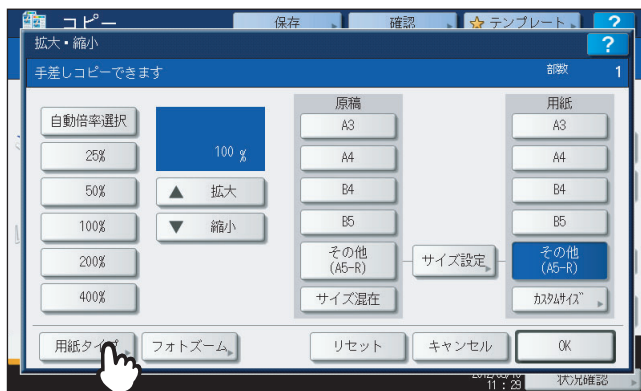 コピー
保存
確認
テンプレート
?
拡大・縮小
?
手差しコピーできます
部数
1
自動倍率選択
25%
50%
100%
200%
400%
100 %
▲ 拡大
▼ 縮小
原稿
A3
A4
B4
B5
その他
(A5-R)
サイズ混在
サイズ設定
用紙
A3
A4
B4
B5
その他
(A5-R)
カスタムサイズ
用紙タイプ
フォトズーム
リセット
キャンセル
OK
11:29
状況確認